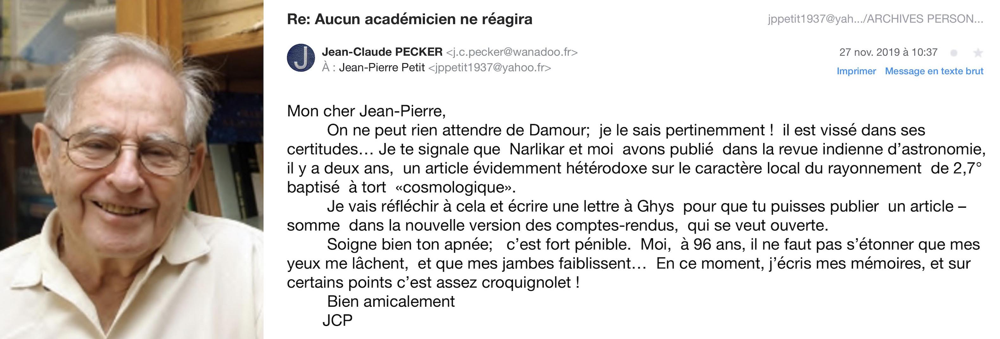 Re: Aucun académicien ne réagira
jppetit1937@yah.../ARCHIVES PERSON...
J
Jean-Claude PECKER <j.c.pecker@wanadoo.fr>
27 nov. 2019 à 10:37
À : Jean-Pierre Petit <jppetit1937@yahoo.fr>
Imprimer Message en texte brut
Mon cher Jean-Pierre,
On ne peut rien attendre de Damour; je le sais pertinemment ! il est vissé dans ses
certitudes… Je te signale que Narlikar et moi avons publié dans la revue indienne d’astronomie,
il y a deux ans, un article évidemment hétérodoxe sur le caractère local du rayonnement de 2,7°
baptisé à tort «cosmologique».
Je vais réfléchir à cela et écrire une lettre à Ghys pour que tu puisses publier un article –
somme dans la nouvelle version des comptes-rendus, qui se veut ouverte.
Soigne bien ton apnée; c’est fort pénible. Moi, à 96 ans, il ne faut pas s’étonner que mes
yeux me lâchent, et que mes jambes faiblissent… En ce moment, j’écris mes mémoires, et sur
certains points c’est assez croquignolet !
Bien amicalement
JCP